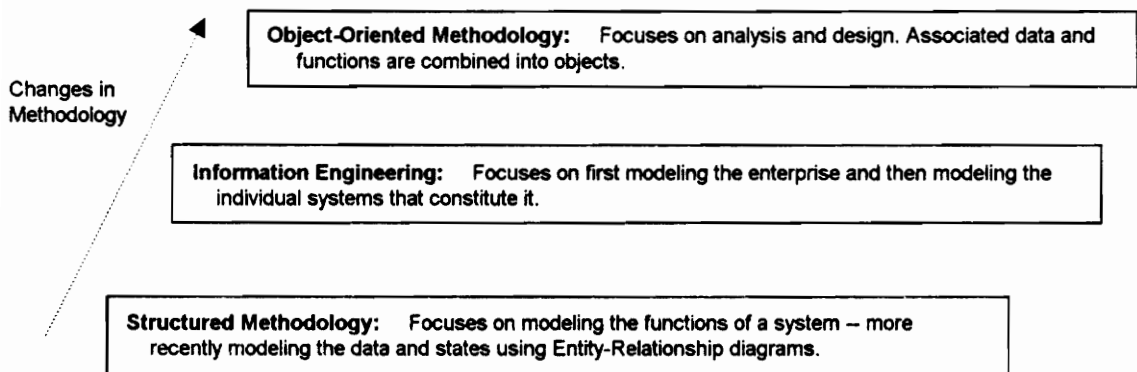 Object-Oriented Methodology: Focuses on analysis and design. Associated data and
functions are combined into objects.
Changes in
Methodology
Information Engineering: Focuses on first modeling the enterprise and then modeling the
individual systems that constitute it.
Structured Methodology: Focuses on modeling the functions of a system – more
recently modeling the data and states using Entity-Relationship diagrams.